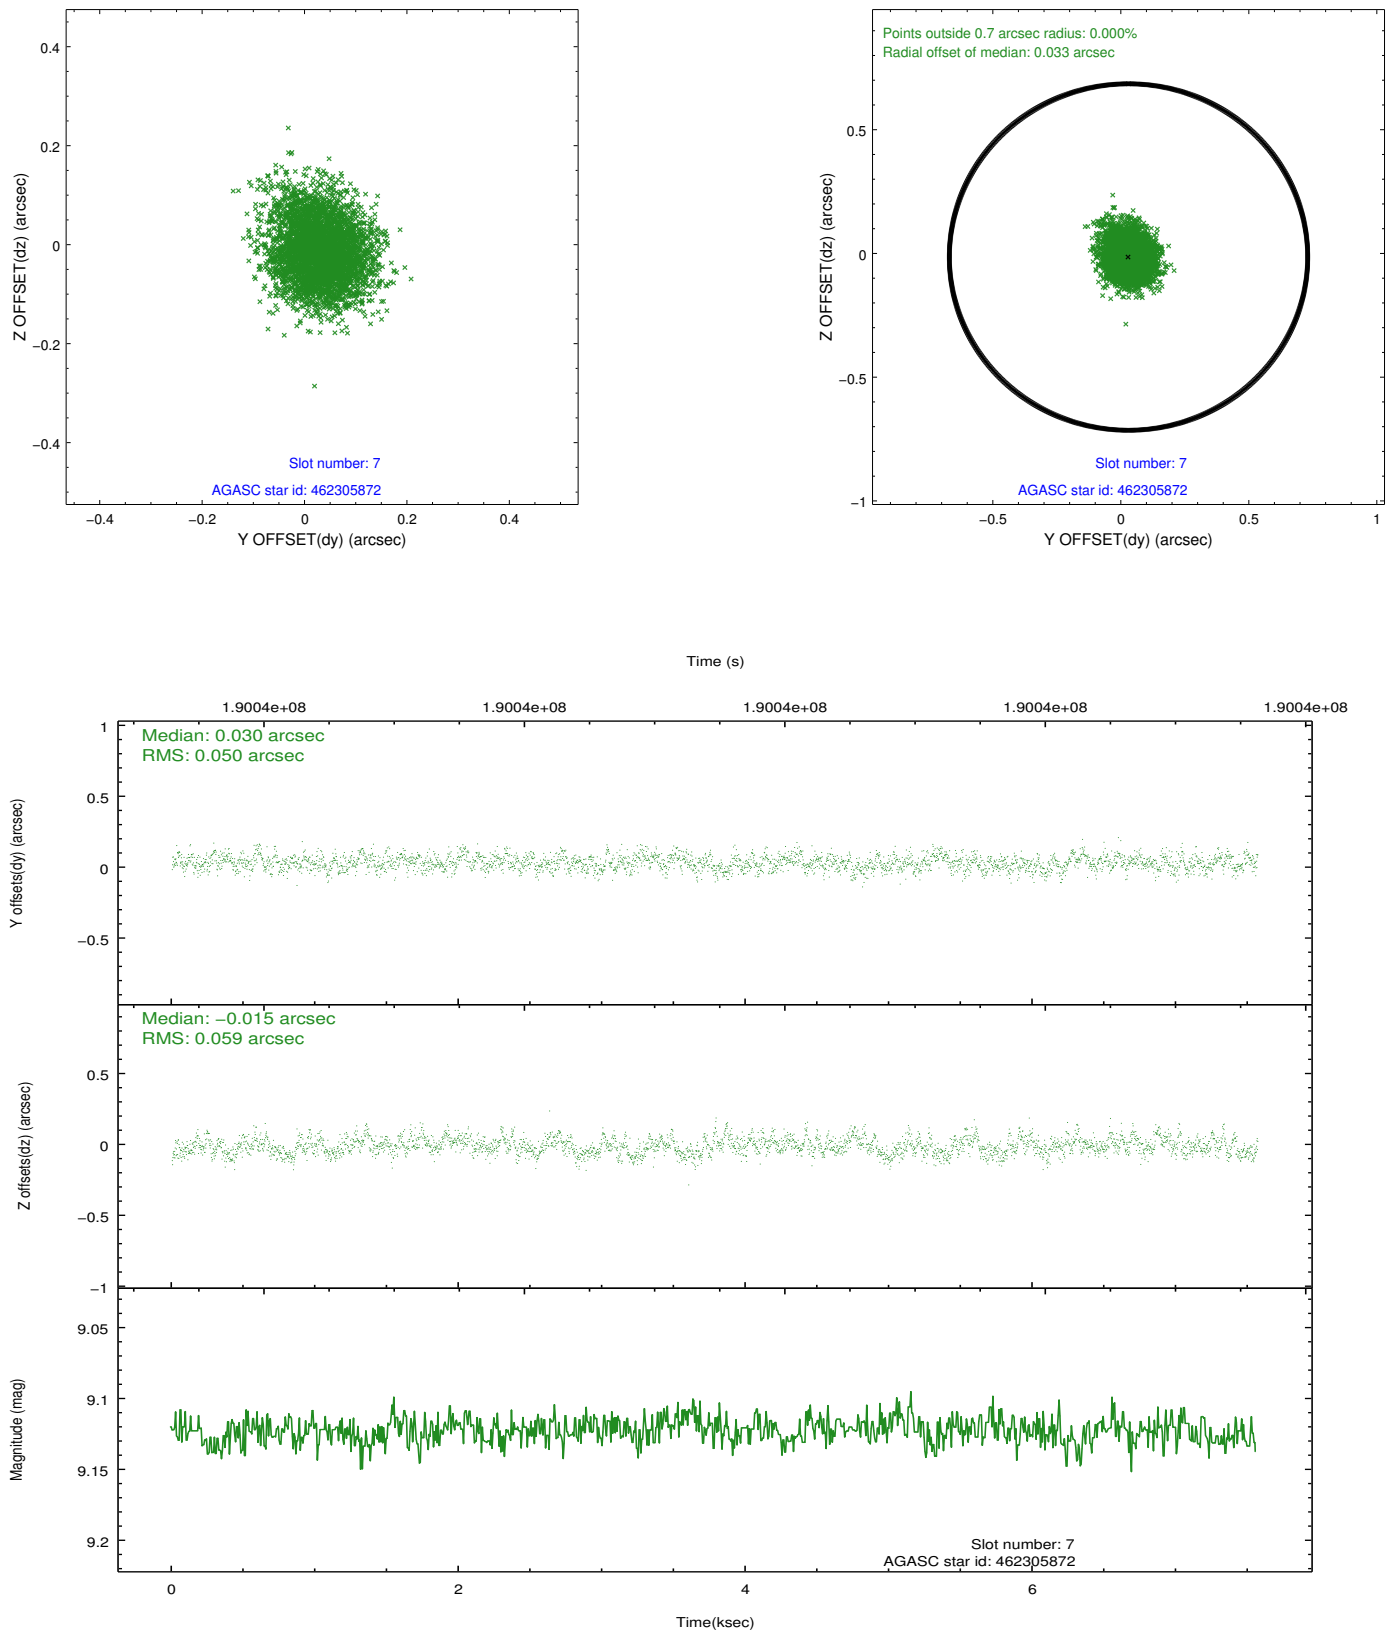 0.4
0.2
0
−0.2
−0.4
Z OFFSET(dz) (arcsec)
Slot number: 7
AGASC star id: 462305872
−0.4 −0.2 0 0.2 0.4
Y OFFSET(dy) (arcsec)
Points outside 0.7 arcsec radius: 0.000%
Radial offset of median: 0.033 arcsec
0.5
0
−0.5
−1
Z OFFSET(dz) (arcsec)
Slot number: 7
AGASC star id: 462305872
−0.5 0 0.5 1
Y OFFSET(dy) (arcsec)
Time (s)
1.9004e+08 1.9004e+08 1.9004e+08 1.9004e+08 1.9004e+08
Median: 0.030 arcsec
RMS: 0.050 arcsec
1
0.5
0
−0.5
Y offsets(dy) (arcsec)
Median: −0.015 arcsec
RMS: 0.059 arcsec
0.5
0
−0.5
−1
Z offsets(dz) (arcsec)
9.05
9.1
9.15
9.2
Magnitude (mag)
Slot number: 7
AGASC star id: 462305872
0 2 4 6
Time(ksec)